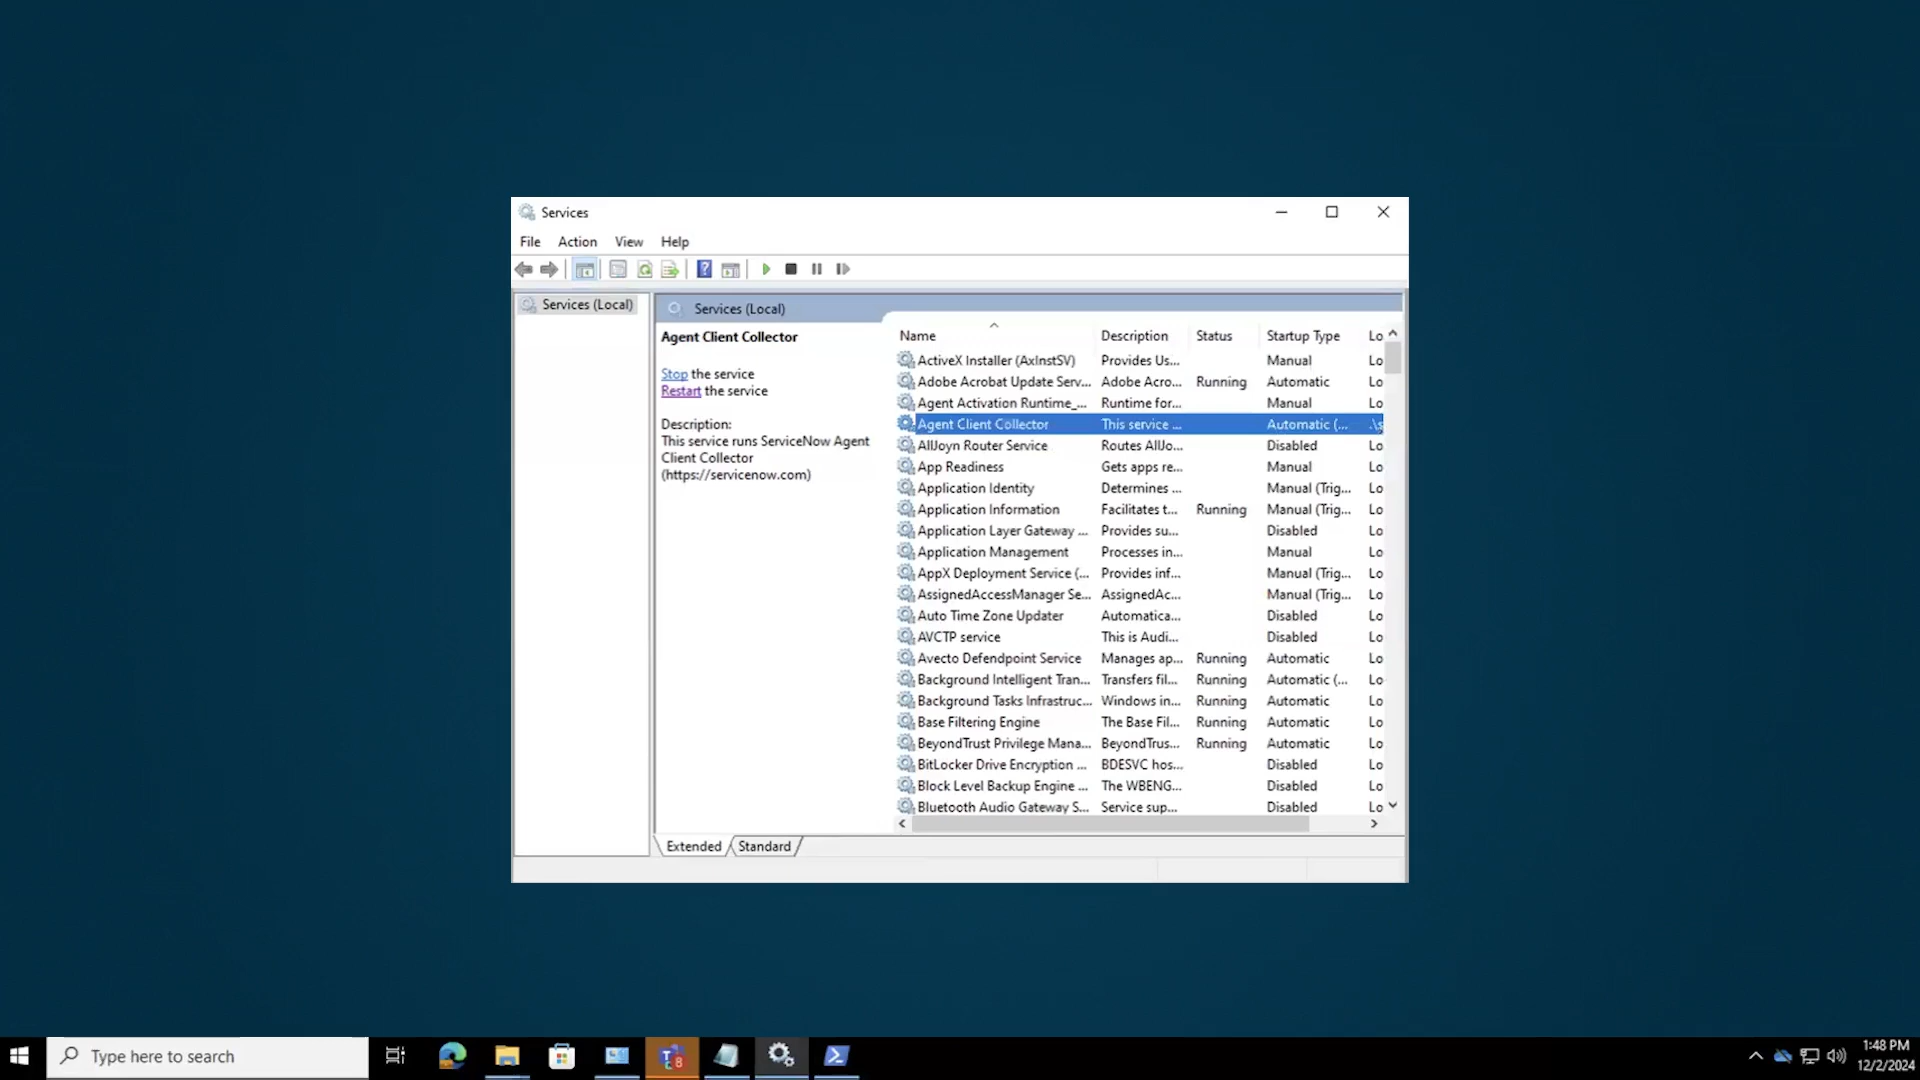 Services
File Action View Help
Services (Local)
Services (Local)
Agent Client Collector
Stop the service
Restart the service
Description:
This service runs ServiceNow Agent
Client Collector
(https://servicenow.com)
Name Description Status Startup Type Lo
ActiveX Installer (AxInstSV) Provides Us... Manual Lo
Adobe Acrobat Update Serv... Adobe Acro... Running Automatic Lo
Agent Activation Runtime_... Runtime for... Manual Lo
Agent Client Collector This service ... Automatic (... .\s
AllJoyn Router Service Routes AllJo... Disabled Lo
App Readiness Gets apps re... Manual Lo
Application Identity Determines ... Manual (Trig... Lo
Application Information Facilitates t... Running Manual (Trig... Lo
Application Layer Gateway ... Provides su... Disabled Lo
Application Management Processes in... Manual Lo
AppX Deployment Service (... Provides inf... Manual (Trig... Lo
AssignedAccessManager Se... AssignedAc... Manual (Trig... Lo
Auto Time Zone Updater Automatica... Disabled Lo
AVCTP service This is Audi... Disabled Lo
Avecto Defendpoint Service Manages ap... Running Automatic Lo
Background Intelligent Tran... Transfers fil... Running Automatic (... Lo
Background Tasks Infrastruc... Windows in... Running Automatic Lo
Base Filtering Engine The Base Fil... Running Automatic Lo
BeyondTrust Privilege Mana... BeyondTrus... Running Automatic Lo
BitLocker Drive Encryption ... BDESVC hos... Disabled Lo
Block Level Backup Engine ... The WBENG... Disabled Lo
Bluetooth Audio Gateway S... Service sup... Disabled Lo
Extended Standard
Type here to search
8
1:48 PM
12/2/2024